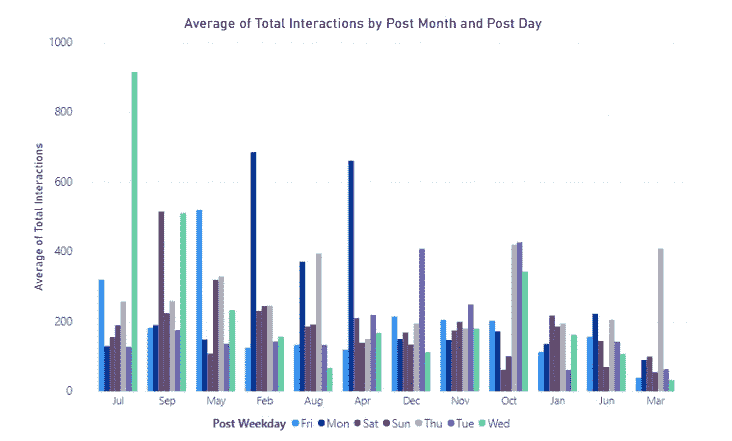 Average of Total Interactions by Post Month and Post Day
Average of Total Interactions
1000
800
600
400
200
0
Jul Sep May Feb Aug Apr Dec Nov Oct Jan Jun Mar
Post Weekday Fri Mon Sat Sun Thu Tue Wed